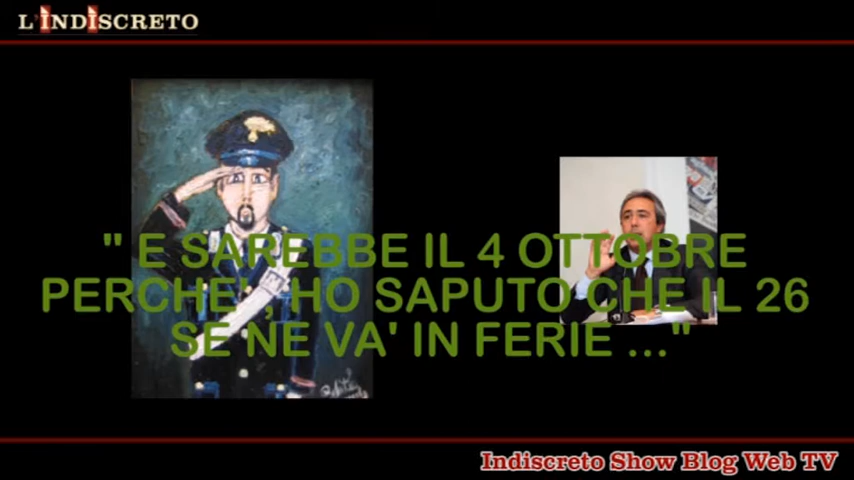 L'INDISCRETO
" E SAREBBE IL 4 OTTOBRE
PERCHE' , HO SAPUTO CHE IL 26
SE NE VA' IN FERIE ..."
Indiscreto Show Blog Web TV